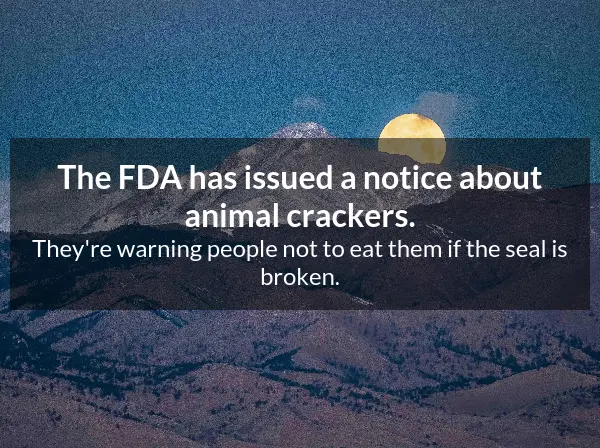 The FDA has issued a notice about
animal crackers.
They're warning people not to eat them if the seal is
broken.